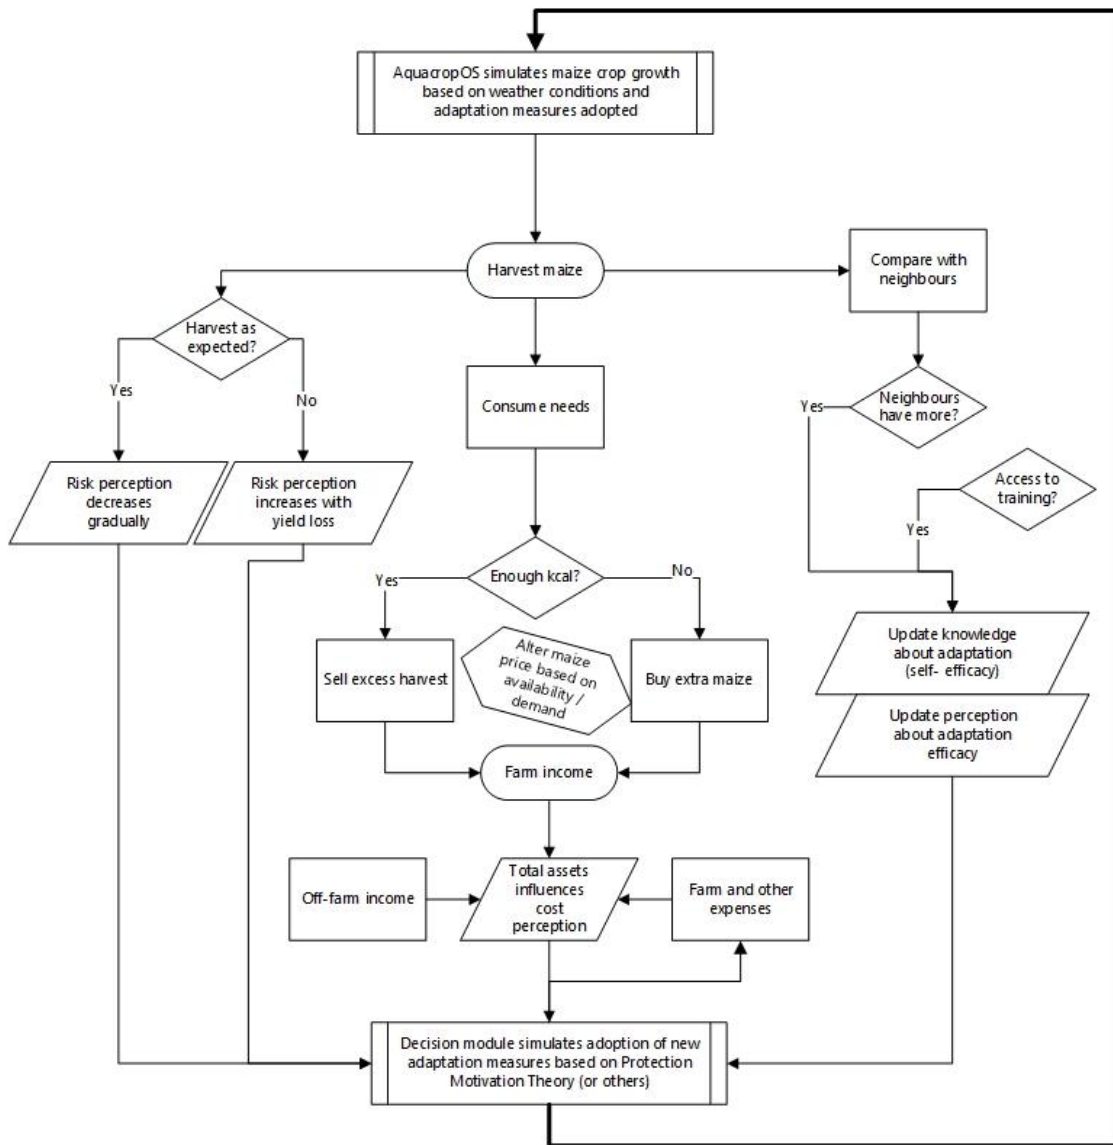 AquacropOS simulates maize crop growth
based on weather conditions and
adaptation measures adopted
Harvest maize
Compare with
neighbours
Harvest as
expected?
Yes
No
Consume needs
Neighbours
have more?
Yes
Access to
training?
Yes
Risk perception
decreases
gradually
Risk perception
increases with
yield loss
Enough kcal?
Yes
No
Sell excess harvest
Alter maize
price based on
availability /
demand
Buy extra maize
Update knowledge
about adaptation
(self- efficacy)
Update perception
about adaptation
efficacy
Farm income
Off-farm income
Total assets
influences
cost
perception
Farm and other
expenses
Decision module simulates adoption of new
adaptation measures based on Protection
Motivation Theory (or others)